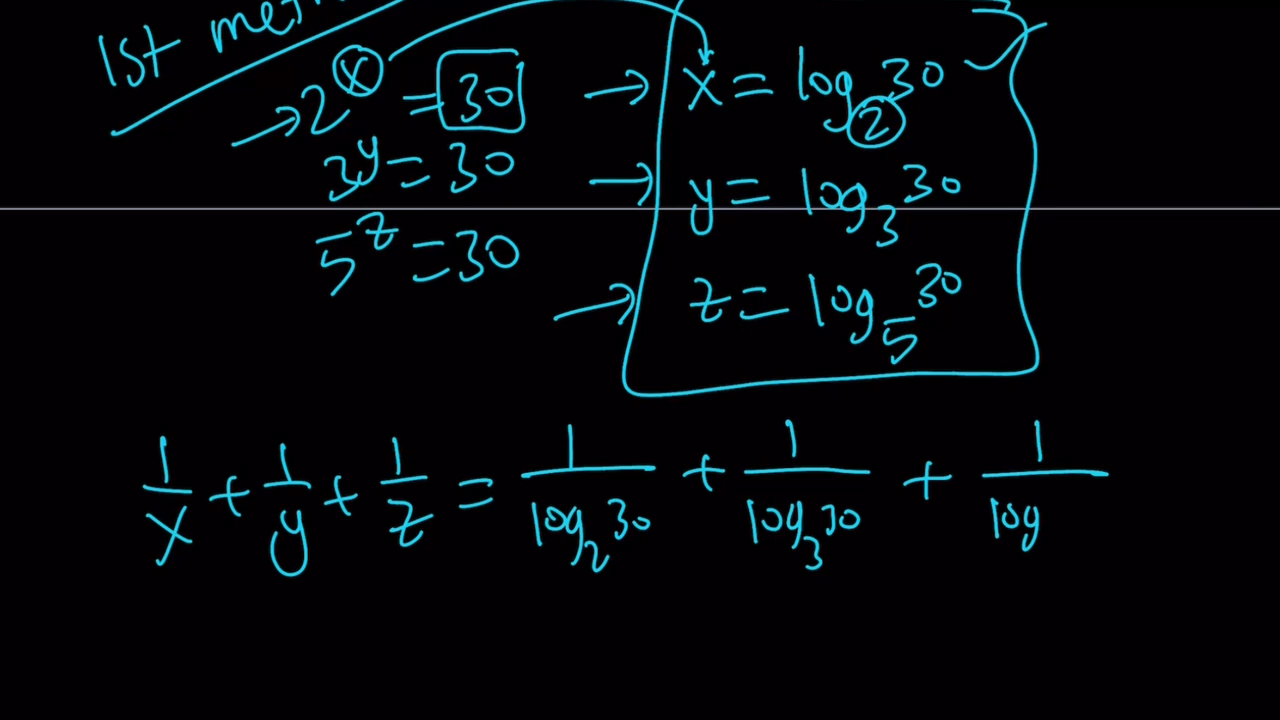 1st
2^x = 30 → x = log_2 30
3^y = 30 → y = log_3 30
5^z = 30 → z = log_5 30
1/x + 1/y + 1/z = 1/log_2 30 + 1/log_3 30 + 1/log